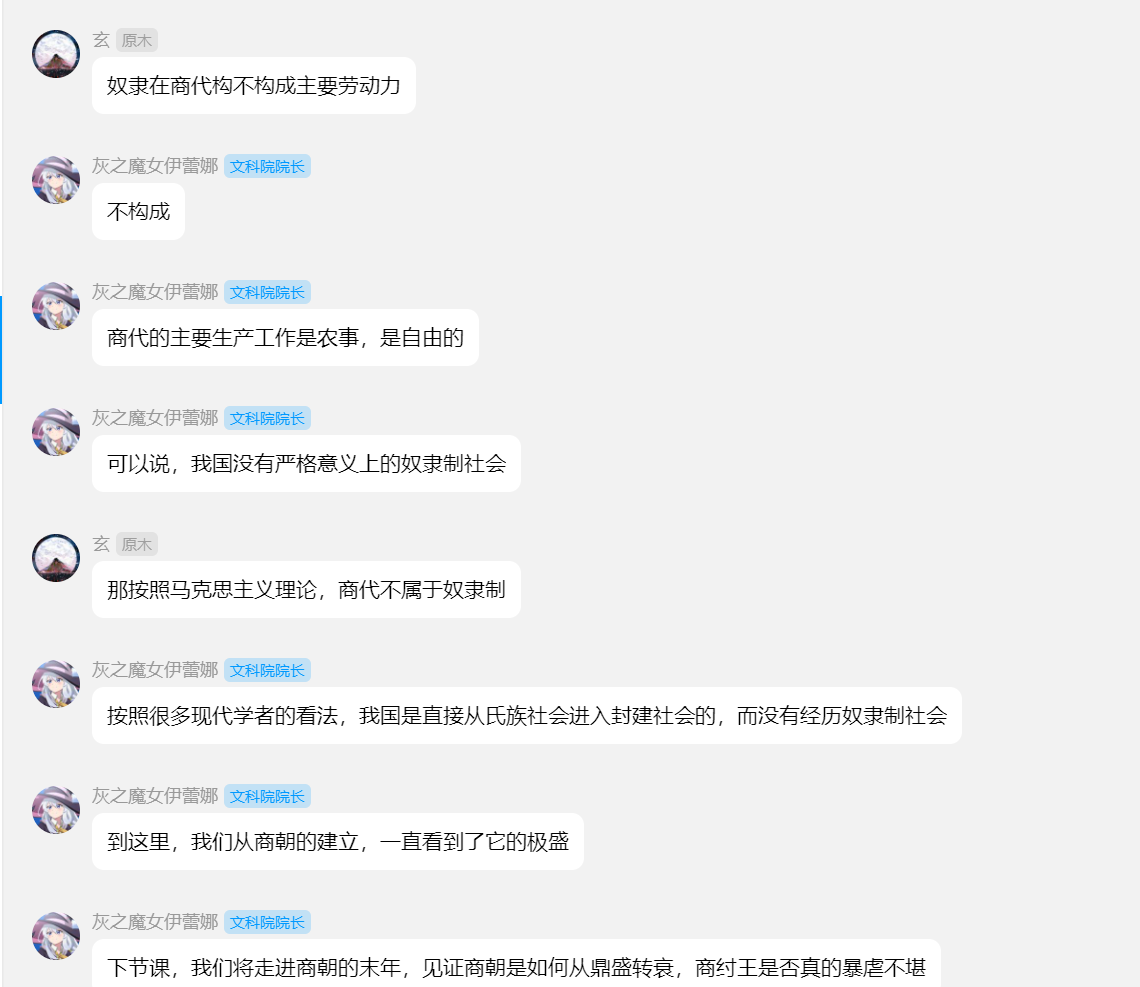 玄 原木
奴隶在商代构不构成主要劳动力
灰之魔女伊蕾娜 文科院院长
不构成
灰之魔女伊蕾娜 文科院院长
商代的主要生产工作是农事，是自由的
灰之魔女伊蕾娜 文科院院长
可以说，我国没有严格意义上的奴隶制社会
玄 原木
那按照马克思主义理论，商代不属于奴隶制
灰之魔女伊蕾娜 文科院院长
按照很多现代学者的看法，我国是直接从氏族社会进入封建社会的，而没有经历奴隶制社会
灰之魔女伊蕾娜 文科院院长
到这里，我们从商朝的建立，一直看到了它的极盛
灰之魔女伊蕾娜 文科院院长
下节课，我们将走进商朝的末年，见证商朝是如何从鼎盛转衰，商纣王是否真的暴虐不堪